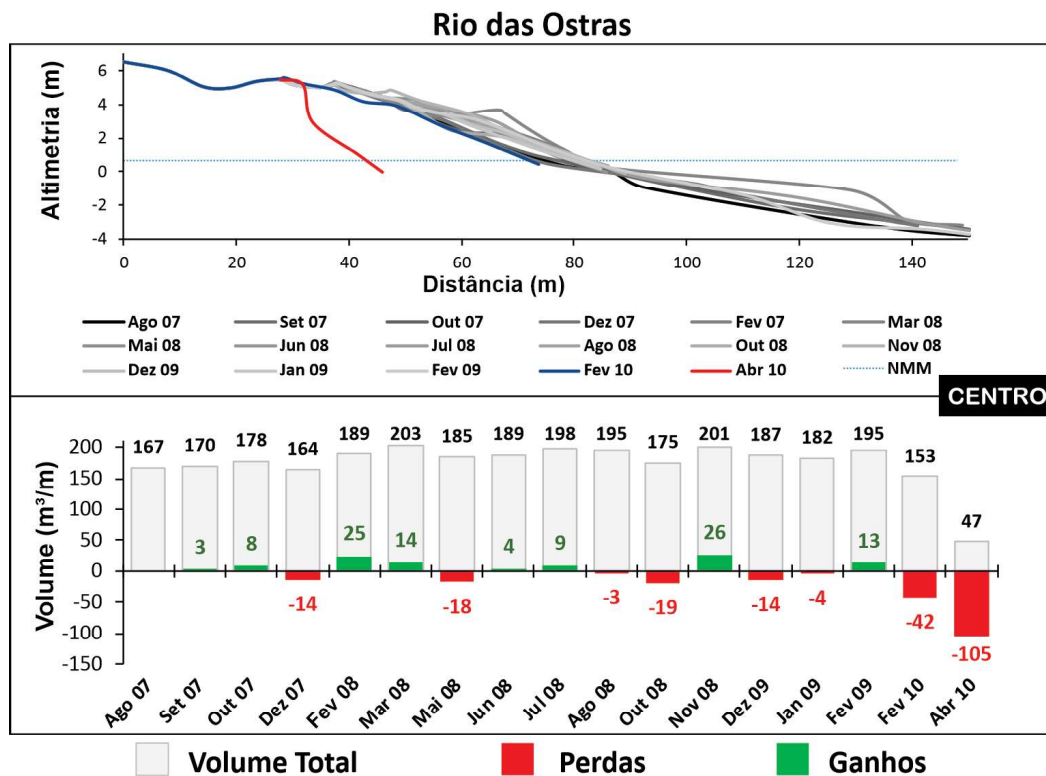 Rio das Ostras
Altimetria (m)
6
4
2
0
-2
-4
0 20 40 60 80 100 120 140
Distância (m)
Ago 07 Set 07 Out 07 Dez 07 Fev 07 Mar 08
Mai 08 Jun 08 Jul 08 Ago 08 Out 08 Nov 08
Dez 09 Jan 09 Fev 09 Fev 10 Abr 10 NMM
CENTRO
Volume (m³/m)
200
150
100
50
0
-50
-100
-150
167 170 178 164 189 203 185 189 198 195 175 201 187 182 195 153 47
3 8 25 14 4 9 26 13
-14 -18 -3 -19 -14 -4 -42 -105
Ago 07 Set 07 Out 07 Dez 07 Fev 08 Mar 08 Mai 08 Jun 08 Jul 08 Ago 08 Out 08 Nov 08 Dez 09 Jan 09 Fev 09 Fev 10 Abr 10
Volume Total Perdas Ganhos